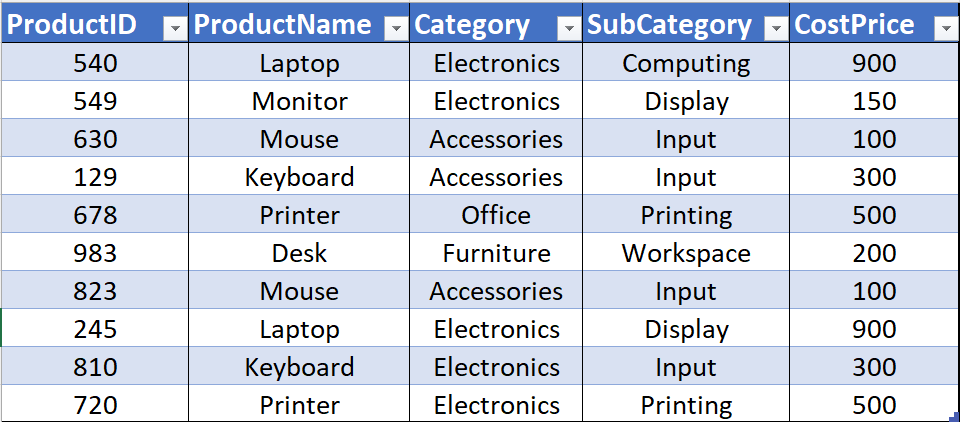 ProductID ProductName Category SubCategory CostPrice
540 Laptop Electronics Computing 900
549 Monitor Electronics Display 150
630 Mouse Accessories Input 100
129 Keyboard Accessories Input 300
678 Printer Office Printing 500
983 Desk Furniture Workspace 200
823 Mouse Accessories Input 100
245 Laptop Electronics Display 900
810 Keyboard Electronics Input 300
720 Printer Electronics Printing 500